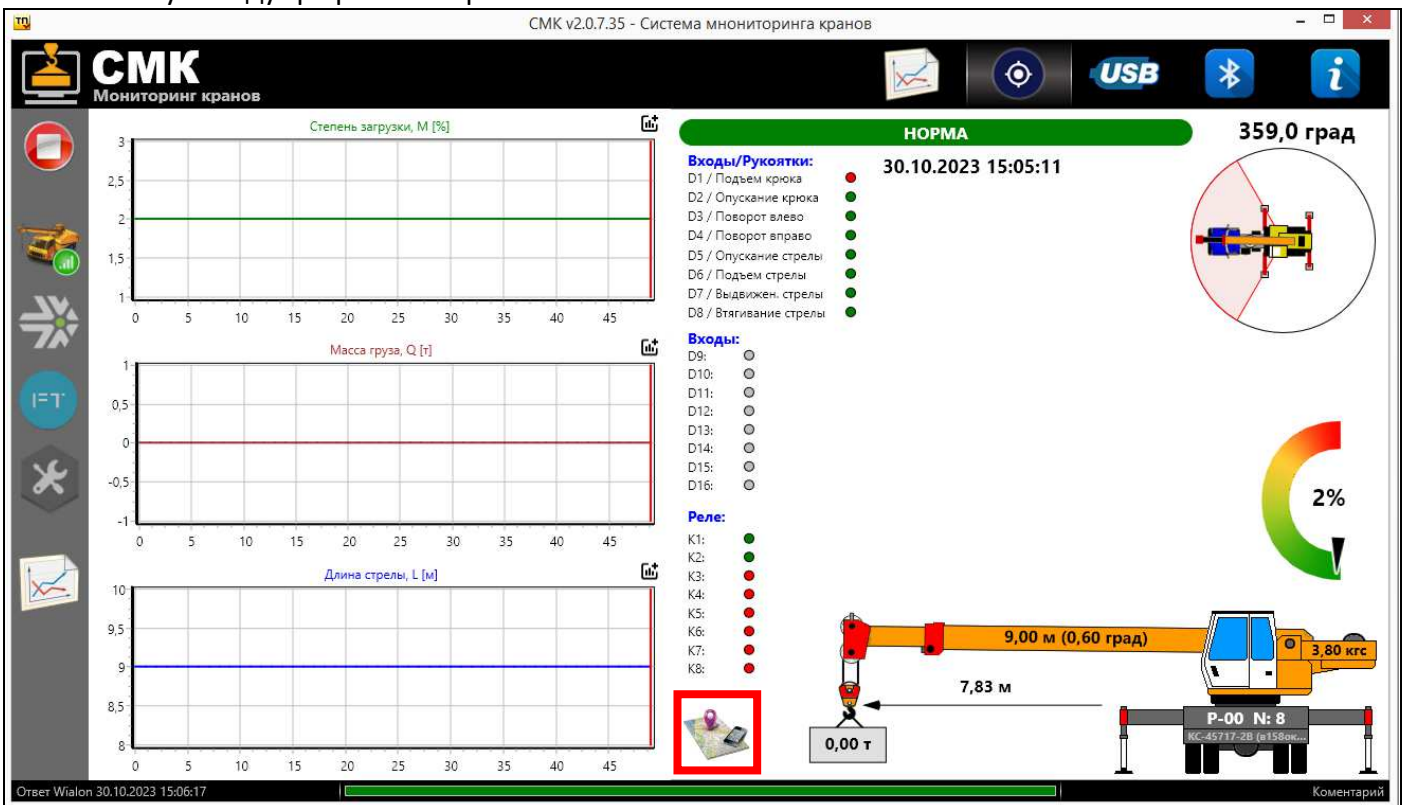 СМК v2.0.7.35 - Система мнониторинга кранов
СМК
Мониторинг кранов
USB
Степень загрузки, M [%]
3
2,5
2
1,5
1
0 5 10 15 20 25 30 35 40 45
Масса груза, Q [т]
1
0,5
0
-0,5
-1
0 5 10 15 20 25 30 35 40 45
Длина стрелы, L [м]
10
9,5
9
8,5
8
0 5 10 15 20 25 30 35 40 45
НОРМА
359,0 град
30.10.2023 15:05:11
Входы/Рукоятки:
D1 / Подъем крюка
D2 / Опускание крюка
D3 / Поворот влево
D4 / Поворот вправо
D5 / Опускание стрелы
D6 / Подъем стрелы
D7 / Выдвижен. стрелы
D8 / Втягивание стрелы
Входы:
D9:
D10:
D11:
D12:
D13:
D14:
D15:
D16:
Реле:
K1:
K2:
K3:
K4:
K5:
K6:
K7:
K8:
2%
9,00 м (0,60 град)
3,80 кгс
7,83 м
0,00 т
P-00 N: 8
КС-45717-2В (в158ок...
Ответ Wialon 30.10.2023 15:06:17
Коментарий